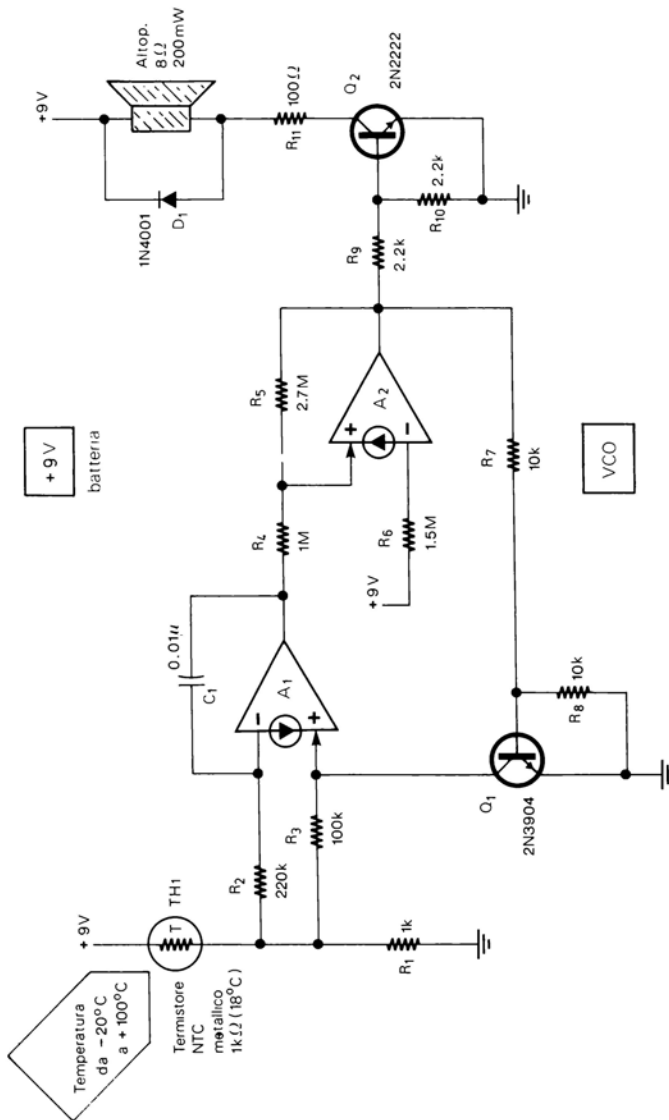 Temperatura
da −20°C
a +100°C
+9V
T
TH1
Termistore
NTC
metallico
1kΩ (18°C)
R1
1k
R2
220k
R3
100k
C1
0.01μ
A1
−
+
Q1
2N3904
R8
10k
R4
1M
+9V
R6
1.5M
+9V
batteria
R5
2.7M
A2
+
−
R7
10k
VCO
R9
2.2k
R10
2.2k
+9V
1N4001
D1
Altop.
8Ω
200mW
R11
100Ω
Q2
2N2222